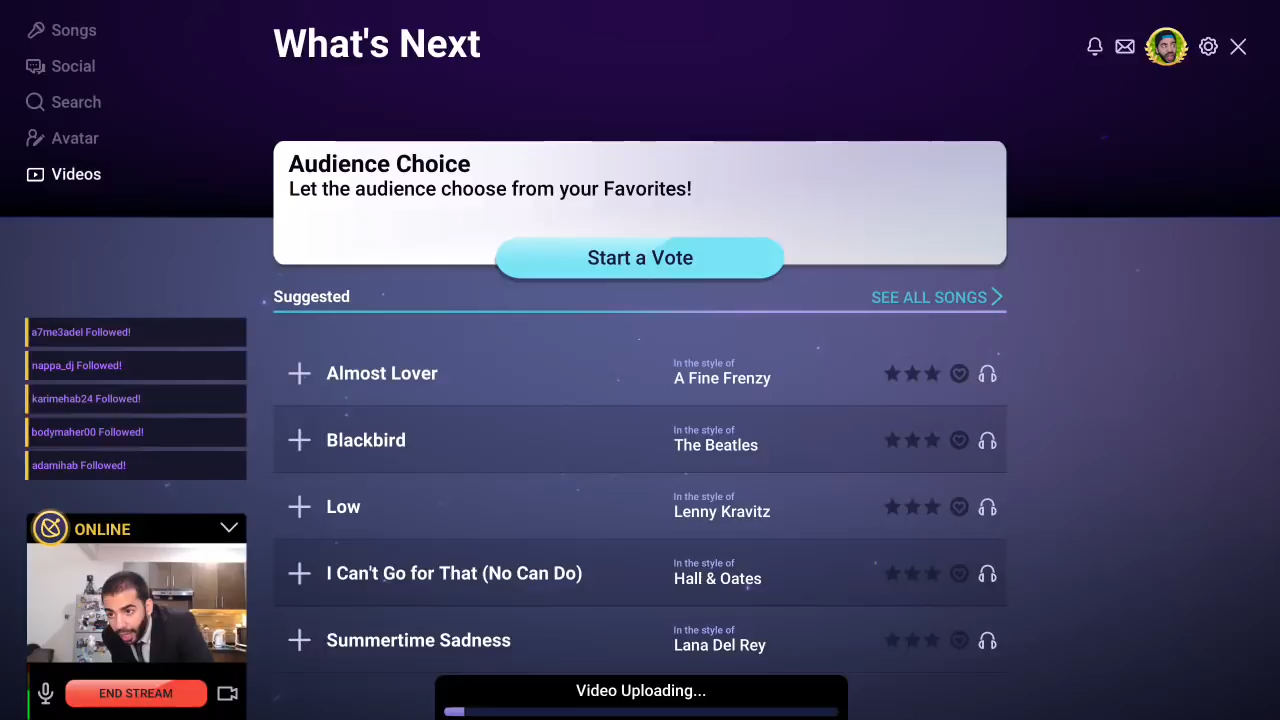 Songs
Social
Search
Avatar
Videos
What's Next
Audience Choice
Let the audience choose from your Favorites!
Start a Vote
Suggested
SEE ALL SONGS
Almost Lover
In the style of
A Fine Frenzy
Blackbird
In the style of
The Beatles
Low
In the style of
Lenny Kravitz
I Can't Go for That (No Can Do)
In the style of
Hall & Oates
Summertime Sadness
In the style of
Lana Del Rey
a7me3adel Followed!
nappa_dj Followed!
karimehab24 Followed!
bodymaher00 Followed!
adamihab Followed!
ONLINE
END STREAM
Video Uploading...